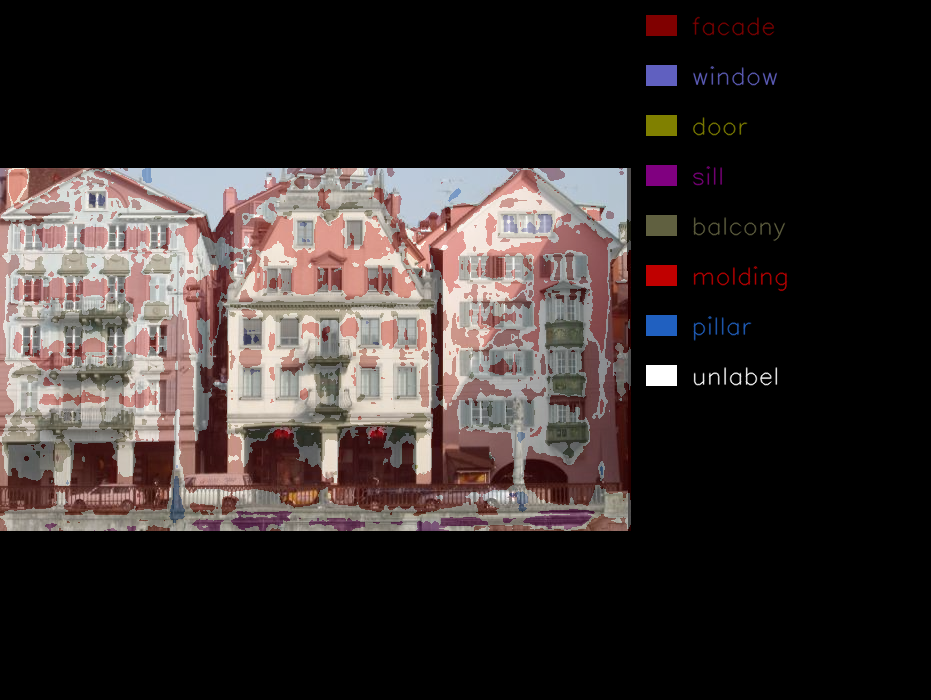 facade
window
door
sill
balcony
molding
pillar
unlabel